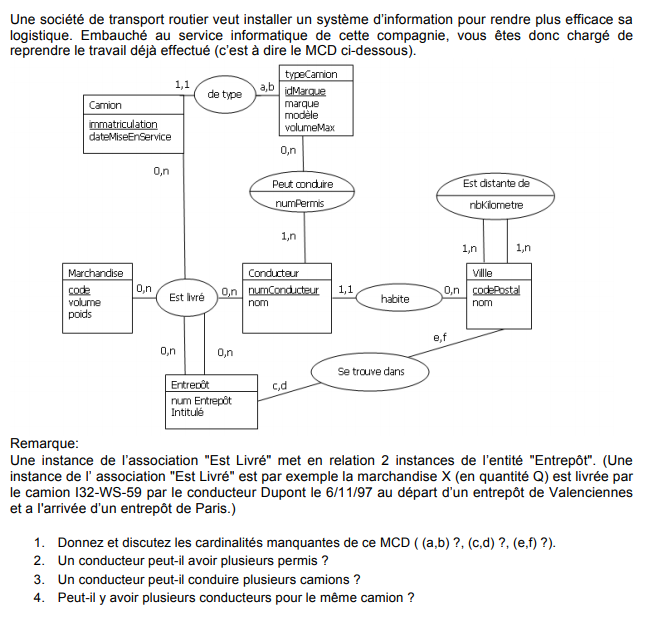 Une société de transport routier veut installer un système d'information pour rendre plus efficace sa
logistique. Embauché au service informatique de cette compagnie, vous êtes donc chargé de
reprendre le travail déjà effectué (c'est à dire le MCD ci-dessous).
typeCamion
1,1
de type
a,b
idMarque
marque
modèle
volumeMax
Camion
immatriculation
dateMiseEnService
0,n
0,n
Peut conduire
numPermis
Est distante de
nbKilometre
1,n
1,n
1,n
Marchandise
code
volume
poids
0,n
Est livré
0,n
Conducteur
numConducteur
nom
1,1
habite
0,n
Villle
codePostal
nom
0,n
0,n
e,f
Se trouve dans
c,d
Entrepôt
num Entrepôt
Intitulé
Remarque:
Une instance de l'association "Est Livré" met en relation 2 instances de l'entité "Entrepôt". (Une
instance de l' association "Est Livré" est par exemple la marchandise X (en quantité Q) est livrée par
le camion I32-WS-59 par le conducteur Dupont le 6/11/97 au départ d'un entrepôt de Valenciennes
et a l'arrivée d'un entrepôt de Paris.)
1. Donnez et discutez les cardinalités manquantes de ce MCD ( (a,b) ?, (c,d) ?, (e,f) ?).
2. Un conducteur peut-il avoir plusieurs permis ?
3. Un conducteur peut-il conduire plusieurs camions ?
4. Peut-il y avoir plusieurs conducteurs pour le même camion ?